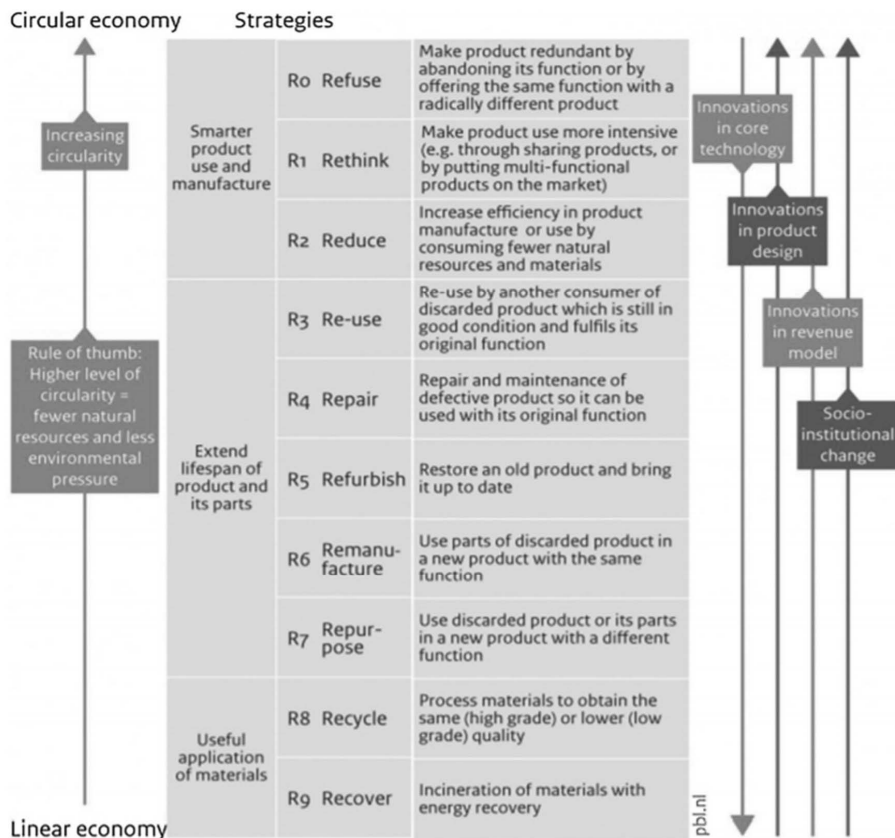 Circular economy
Strategies
Increasing
circularity
Rule of thumb:
Higher level of
circularity =
fewer natural
resources and less
environmental
pressure
Linear economy
Smarter
product
use and
manufacture
R0 Refuse
Make product redundant by
abandoning its function or by
offering the same function with a
radically different product
R1 Rethink
Make product use more intensive
(e.g. through sharing products, or
by putting multi-functional
products on the market)
R2 Reduce
Increase efficiency in product
manufacture or use by
consuming fewer natural
resources and materials
Extend
lifespan of
product and
its parts
R3 Re-use
Re-use by another consumer of
discarded product which is still in
good condition and fulfils its
original function
R4 Repair
Repair and maintenance of
defective product so it can be
used with its original function
R5 Refurbish
Restore an old product and bring
it up to date
R6 Remanu-
facture
Use parts of discarded product in
a new product with the same
function
R7 Repur-
pose
Use discarded product or its parts
in a new product with a different
function
Useful
application
of materials
R8 Recycle
Process materials to obtain the
same (high grade) or lower (low
grade) quality
R9 Recover
Incineration of materials with
energy recovery
pbl.nl
Innovations
in core
technology
Innovations
in product
design
Innovations
in revenue
model
Socio-
institutional
change